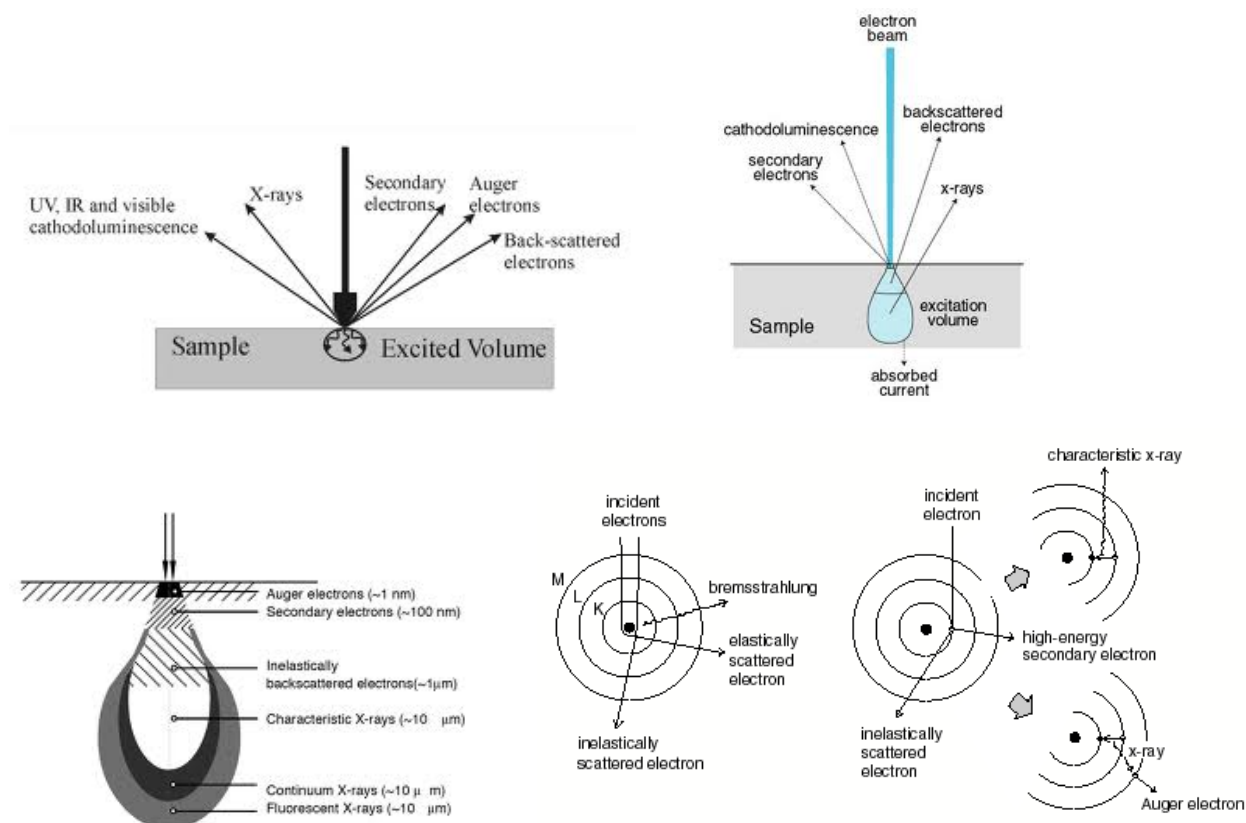 X-rays
Secondary
electrons
Auger
electrons
UV, IR and visible
cathodoluminescence
Back-scattered
electrons
Sample
Excited Volume
electron
beam
backscattered
electrons
cathodoluminescence
secondary
electrons
x-rays
excitation
volume
Sample
absorbed
current
Auger electrons (~1 nm)
Secondary electrons (~100 nm)
Inelastically
backscattered electrons(~1µm)
Characteristic X-rays (~10 µm)
Continuum X-rays (~10 µ m)
Fluorescent X-rays (~10 µm)
incident
electrons
M
L
K
bremsstrahlung
elastically
scattered
electron
inelastically
scattered electron
incident
electron
characteristic x-ray
high-energy
secondary electron
inelastically
scattered
electron
x-ray
Auger electron